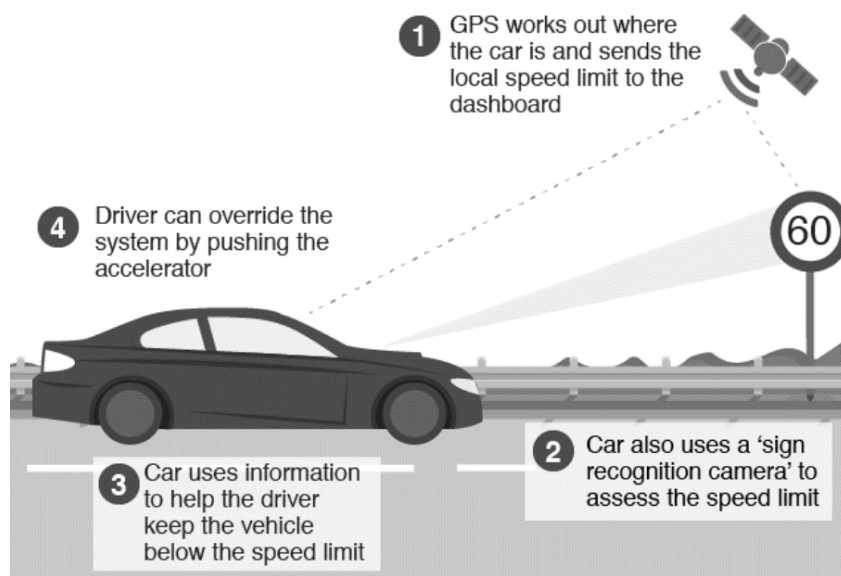 1 GPS works out where
the car is and sends the
local speed limit to the
dashboard
60
4 Driver can override the
system by pushing the
accelerator
2 Car also uses a ‘sign
recognition camera’ to
assess the speed limit
3 Car uses information
to help the driver
keep the vehicle
below the speed limit